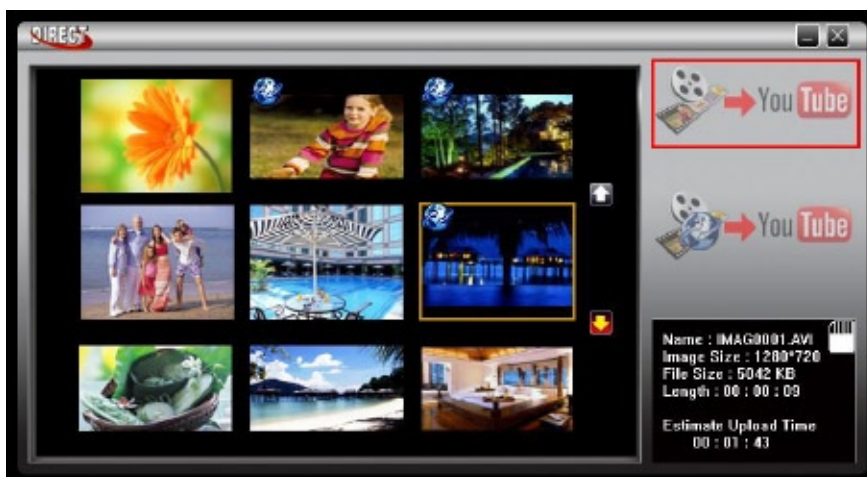 DIRECT
You Tube
You Tube
Name : IMAG0001.AVI
Image Size : 1280*720
File Size : 5042 KB
Length : 00 : 00 : 09
Estimate Upload Time
00 : 01 : 43